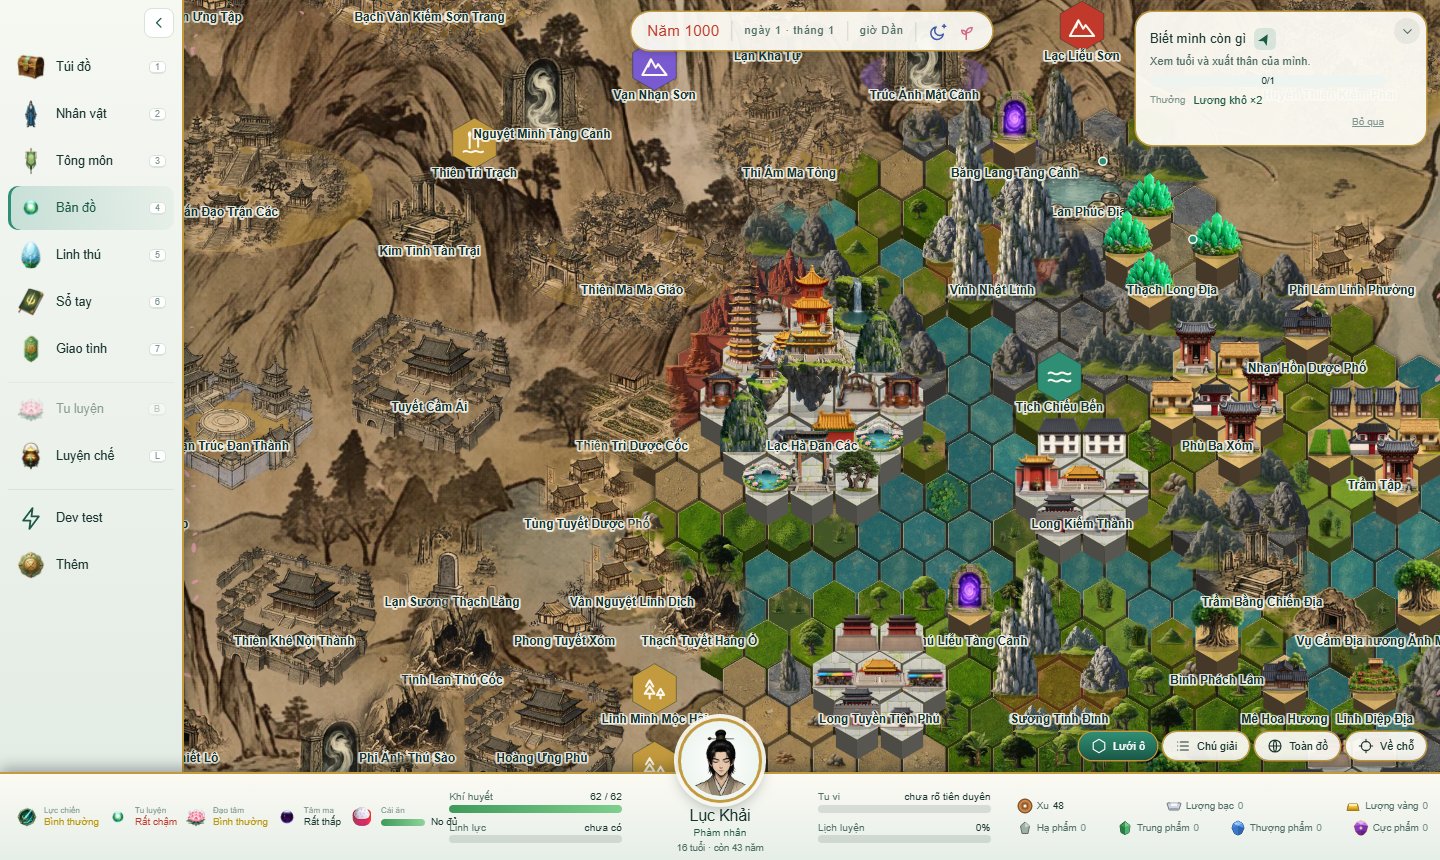 Túi đồ 1
Nhân vật 2
Tông môn 3
Bản đồ 4
Linh thú 5
Sổ tay 6
Giao tình 7
Tu luyện B
Luyện chế L
Dev test
Thêm
Năm 1000 ngày 1 · tháng 1 giờ Dần
Biết mình còn gì
Xem tuổi và xuất thân của mình.
0/1
Thưởng Lương khô ×2
Bỏ qua
Ưng Tập
Bạch Vân Kiếm Sơn Trang
Lạn Kha Tự
Lạc Liễu Sơn
Vạn Nhận Sơn
Trúc Ảnh Mật Cảnh
Nguyệt Minh Tàng Cảnh
Thiên Trì Trạch
Thi Âm Ma Tông
Băng Lang Tàng Cảnh
Đạo Trận Các
Lan Phúc Địa
Kim Tinh Tàn Trại
Thiên Ma Ma Giáo
Vĩnh Nhật Lĩnh
Thạch Long Địa
Phi Lâm Linh Phường
Nhạn Hồn Dược Phố
Tuyết Cầm Ải
Tịch Chiếu Bến
Trúc Đan Thành
Thiên Trì Dược Cốc
Lạc Hà Đan Các
Phù Ba Xóm
Trầm Tập
Tùng Tuyết Dược Phố
Long Kiếm Thành
Lạn Sương Thạch Lâng
Vân Nguyệt Linh Dịch
Trầm Băng Chiến Địa
Thiên Khê Nội Thành
Phong Tuyết Xóm
Thạch Tuyết Hang Ổ
Liễu Tàng Cảnh
Vụ Cầm Địa
Tinh Lan Thú Cốc
Bình Phách Lâm
Linh Minh Mộc Hải
Long Tuyền Tiên Phủ
Sương Tinh Đình
Mê Hoa Hương
Linh Diệp Địa
Phi Ảnh Thú Sào
Hoàng Ưng Phủ
Lưới ô
Chú giải
Toàn đồ
Về chỗ
Lực chiến
Bình thường
Tu luyện
Rất chậm
Đạo tâm
Bình thường
Tâm ma
Rất thấp
Cái ăn
No đủ
Khí huyết 62 / 62
Linh lực chưa có
Lục Khải
Phàm nhân
16 tuổi · còn 43 năm
Tu vi chưa rõ tiên duyên
Lịch luyện 0%
Xu 48
Lượng bạc 0
Lượng vàng 0
Hạ phẩm 0
Trung phẩm 0
Thượng phẩm 0
Cực phẩm 0